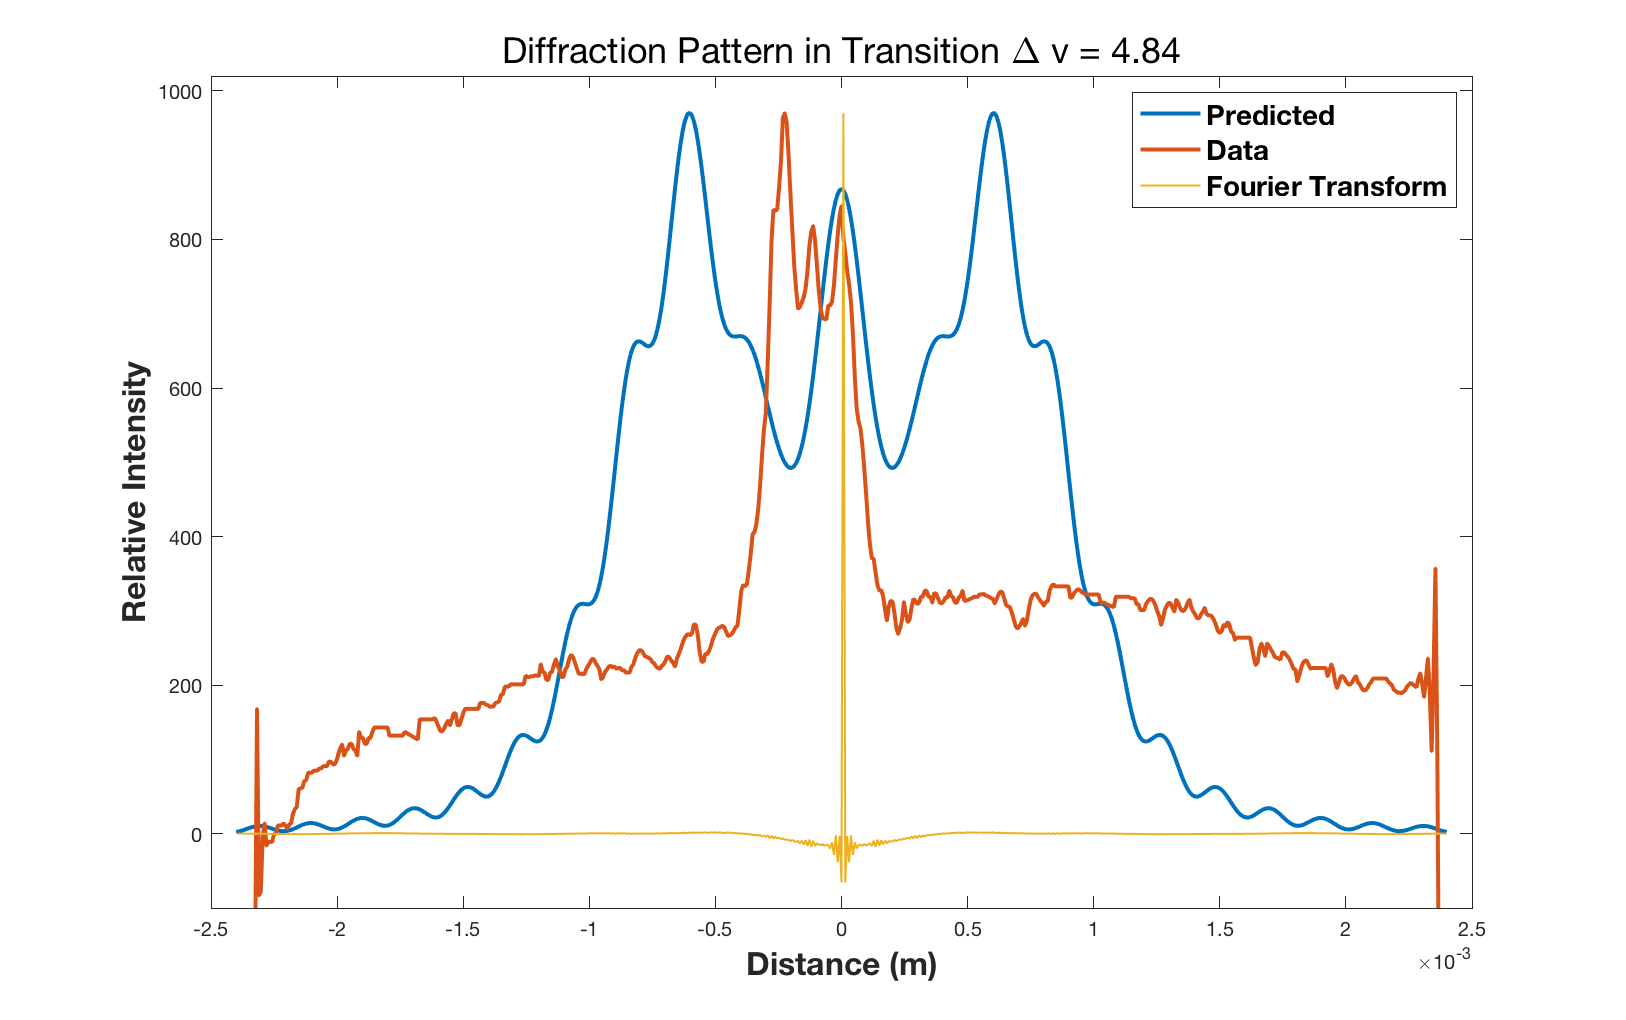 Diffraction Pattern in Transition Δ v = 4.84
Predicted
Data
Fourier Transform
Relative Intensity
1000
800
600
400
200
0
-2.5 -2 -1.5 -1 -0.5 0 0.5 1 1.5 2 2.5
×10-3
Distance (m)